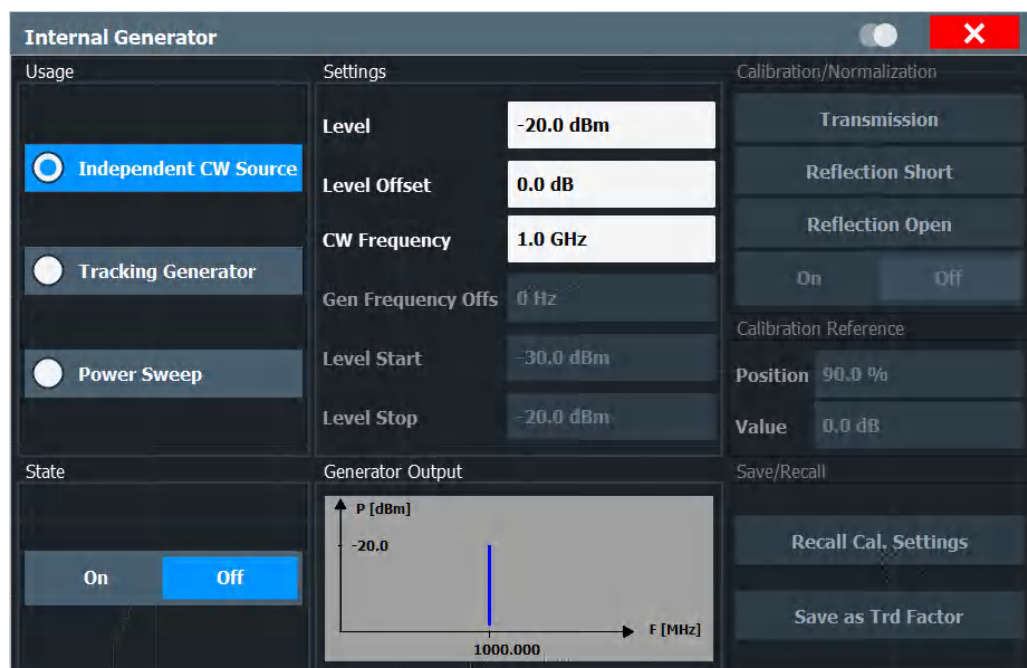 Internal Generator
Usage
Independent CW Source
Tracking Generator
Power Sweep
State
On Off
Settings
Level -20.0 dBm
Level Offset 0.0 dB
CW Frequency 1.0 GHz
Gen Frequency Offs 0 Hz
Level Start -30.0 dBm
Level Stop -20.0 dBm
Generator Output
P [dBm]
-20.0
F [MHz]
1000.000
Calibration/Normalization
Transmission
Reflection Short
Reflection Open
On Off
Calibration Reference
Position 90.0 %
Value 0.0 dB
Save/Recall
Recall Cal. Settings
Save as Trd Factor